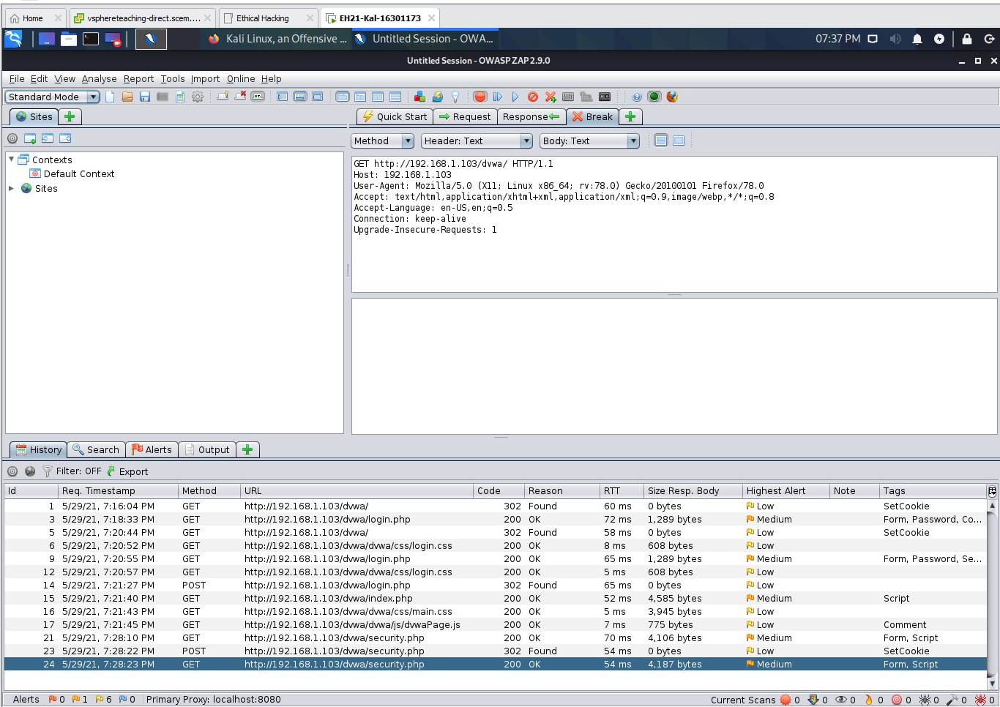 Home
vsphereteaching-direct.scem....
Ethical Hacking
EH21-Kal-16301173
Kali Linux, an Offensive ...
Untitled Session - OWA...
07:37 PM
Untitled Session - OWASP ZAP 2.9.0
File Edit View Analyse Report Tools Import Online Help
Standard Mode
Sites
Quick Start
Request
Response
Break
Method
Header: Text
Body: Text
Contexts
Default Context
Sites
GET http://192.168.1.103/dvwa/ HTTP/1.1
Host: 192.168.1.103
User-Agent: Mozilla/5.0 (X11; Linux x86_64; rv:78.0) Gecko/20100101 Firefox/78.0
Accept: text/html,application/xhtml+xml,application/xml;q=0.9,image/webp,*/*;q=0.8
Accept-Language: en-US,en;q=0.5
Connection: keep-alive
Upgrade-Insecure-Requests: 1
History
Search
Alerts
Output
Filter: OFF
Export
Id Req. Timestamp Method URL Code Reason RTT Size Resp. Body Highest Alert Note Tags
1 5/29/21, 7:16:04 PM GET http://192.168.1.103/dvwa/ 302 Found 60 ms 0 bytes Low SetCookie
3 5/29/21, 7:18:33 PM GET http://192.168.1.103/dvwa/login.php 200 OK 72 ms 1,289 bytes Medium Form, Password, Co...
5 5/29/21, 7:20:44 PM GET http://192.168.1.103/dvwa/ 302 Found 58 ms 0 bytes Low SetCookie
6 5/29/21, 7:20:52 PM GET http://192.168.1.103/dvwa/dvwa/css/login.css 200 OK 8 ms 608 bytes Low
9 5/29/21, 7:20:55 PM GET http://192.168.1.103/dvwa/login.php 200 OK 65 ms 1,289 bytes Medium Form, Password, Se...
12 5/29/21, 7:20:57 PM GET http://192.168.1.103/dvwa/dvwa/css/login.css 200 OK 5 ms 608 bytes Low
14 5/29/21, 7:21:27 PM POST http://192.168.1.103/dvwa/login.php 302 Found 65 ms 0 bytes Low
15 5/29/21, 7:21:40 PM GET http://192.168.1.103/dvwa/index.php 200 OK 52 ms 4,585 bytes Medium Script
16 5/29/21, 7:21:43 PM GET http://192.168.1.103/dvwa/dvwa/css/main.css 200 OK 5 ms 3,945 bytes Low
17 5/29/21, 7:21:45 PM GET http://192.168.1.103/dvwa/dvwa/js/dvwaPage.js 200 OK 7 ms 775 bytes Low Comment
21 5/29/21, 7:28:10 PM GET http://192.168.1.103/dvwa/security.php 200 OK 70 ms 4,106 bytes Medium Form, Script
23 5/29/21, 7:28:22 PM POST http://192.168.1.103/dvwa/security.php 302 Found 54 ms 0 bytes Low SetCookie
24 5/29/21, 7:28:23 PM GET http://192.168.1.103/dvwa/security.php 200 OK 54 ms 4,187 bytes Medium Form, Script
Alerts 0 1 6 0 Primary Proxy: localhost:8080 Current Scans 0 0 0 0 0 0 0 0